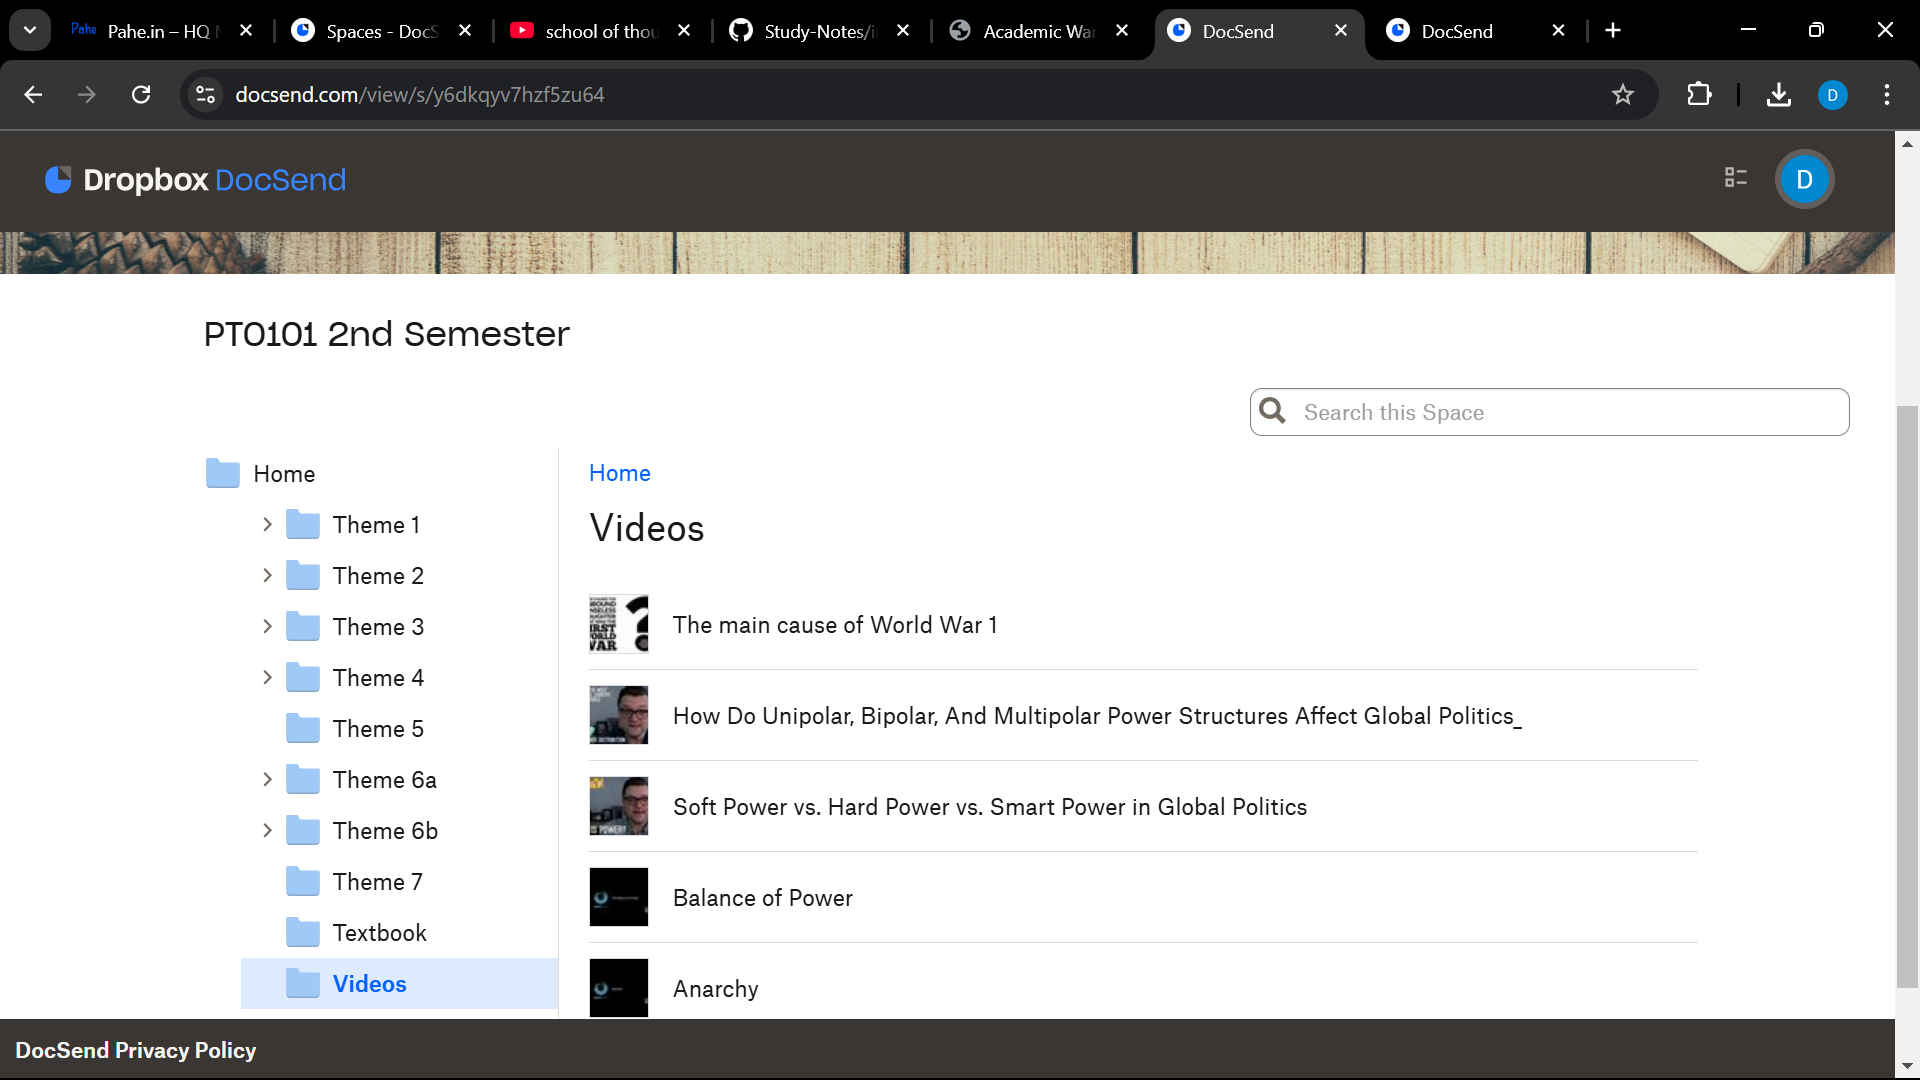 Pahe.in – HQ
Spaces - DocS
school of thou
Study-Notes/i
Academic War
DocSend
DocSend
docsend.com/view/s/y6dkqyv7hzf5zu64
D
Dropbox DocSend
D
PT0101 2nd Semester
Search this Space
Home
Theme 1
Theme 2
Theme 3
Theme 4
Theme 5
Theme 6a
Theme 6b
Theme 7
Textbook
Videos
Home
Videos
The main cause of World War 1
How Do Unipolar, Bipolar, And Multipolar Power Structures Affect Global Politics_
Soft Power vs. Hard Power vs. Smart Power in Global Politics
Balance of Power
Anarchy
DocSend Privacy Policy